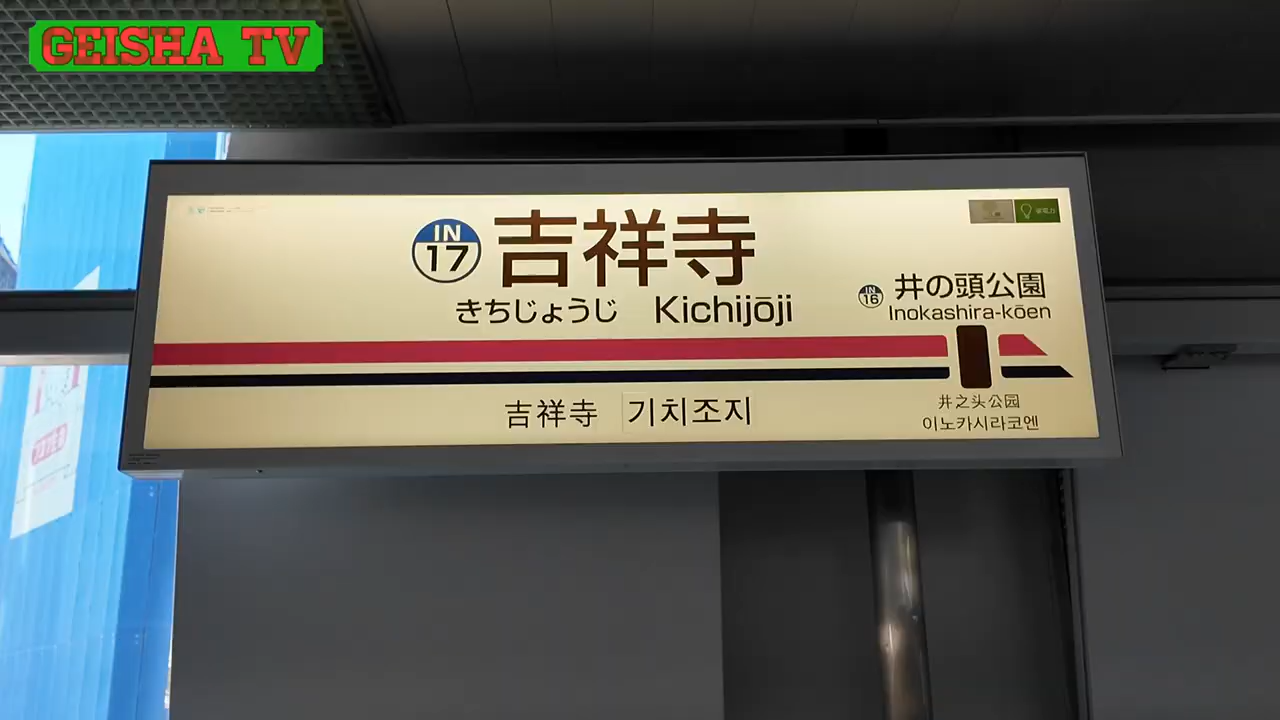 GEISHA TV
IN 17 吉祥寺
きちじょうじ Kichijōji
IN 16 井の頭公園
Inokashira-kōen
吉祥寺 기치조지
井之头公园
이노카시라코엔